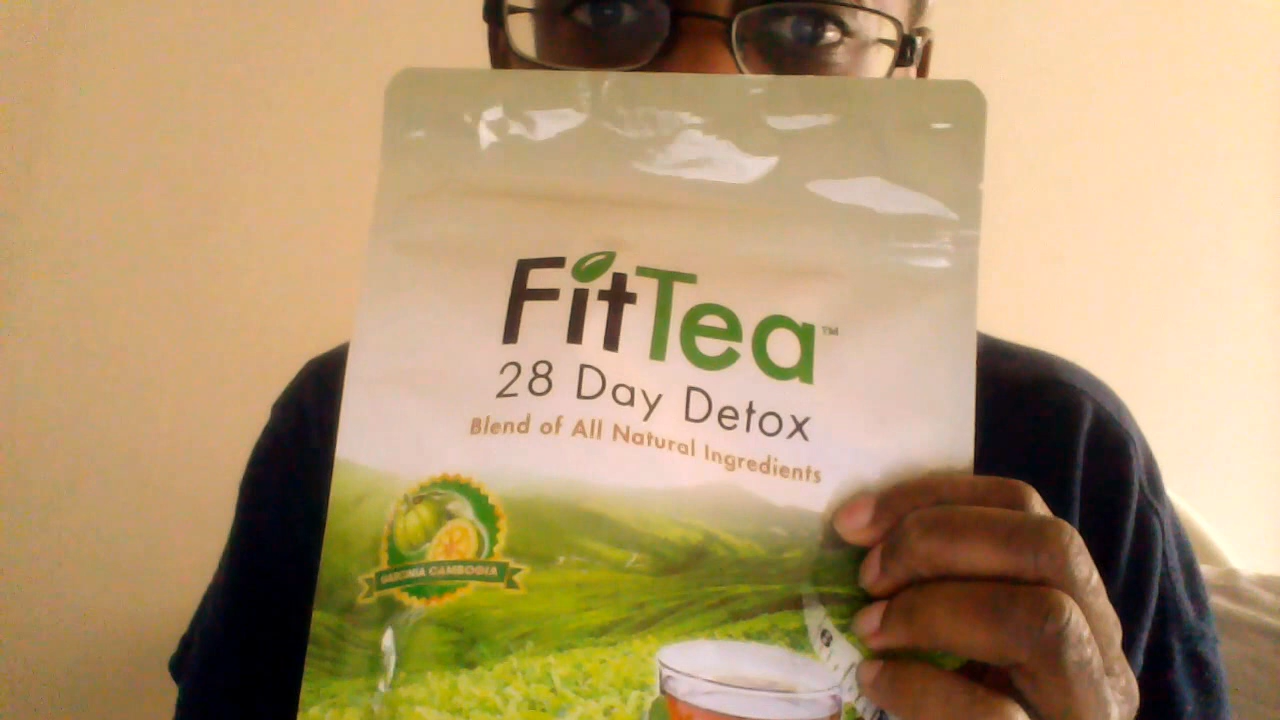 FitTea™
28 Day Detox
Blend of All Natural Ingredients
GARCINIA CAMBOGIA